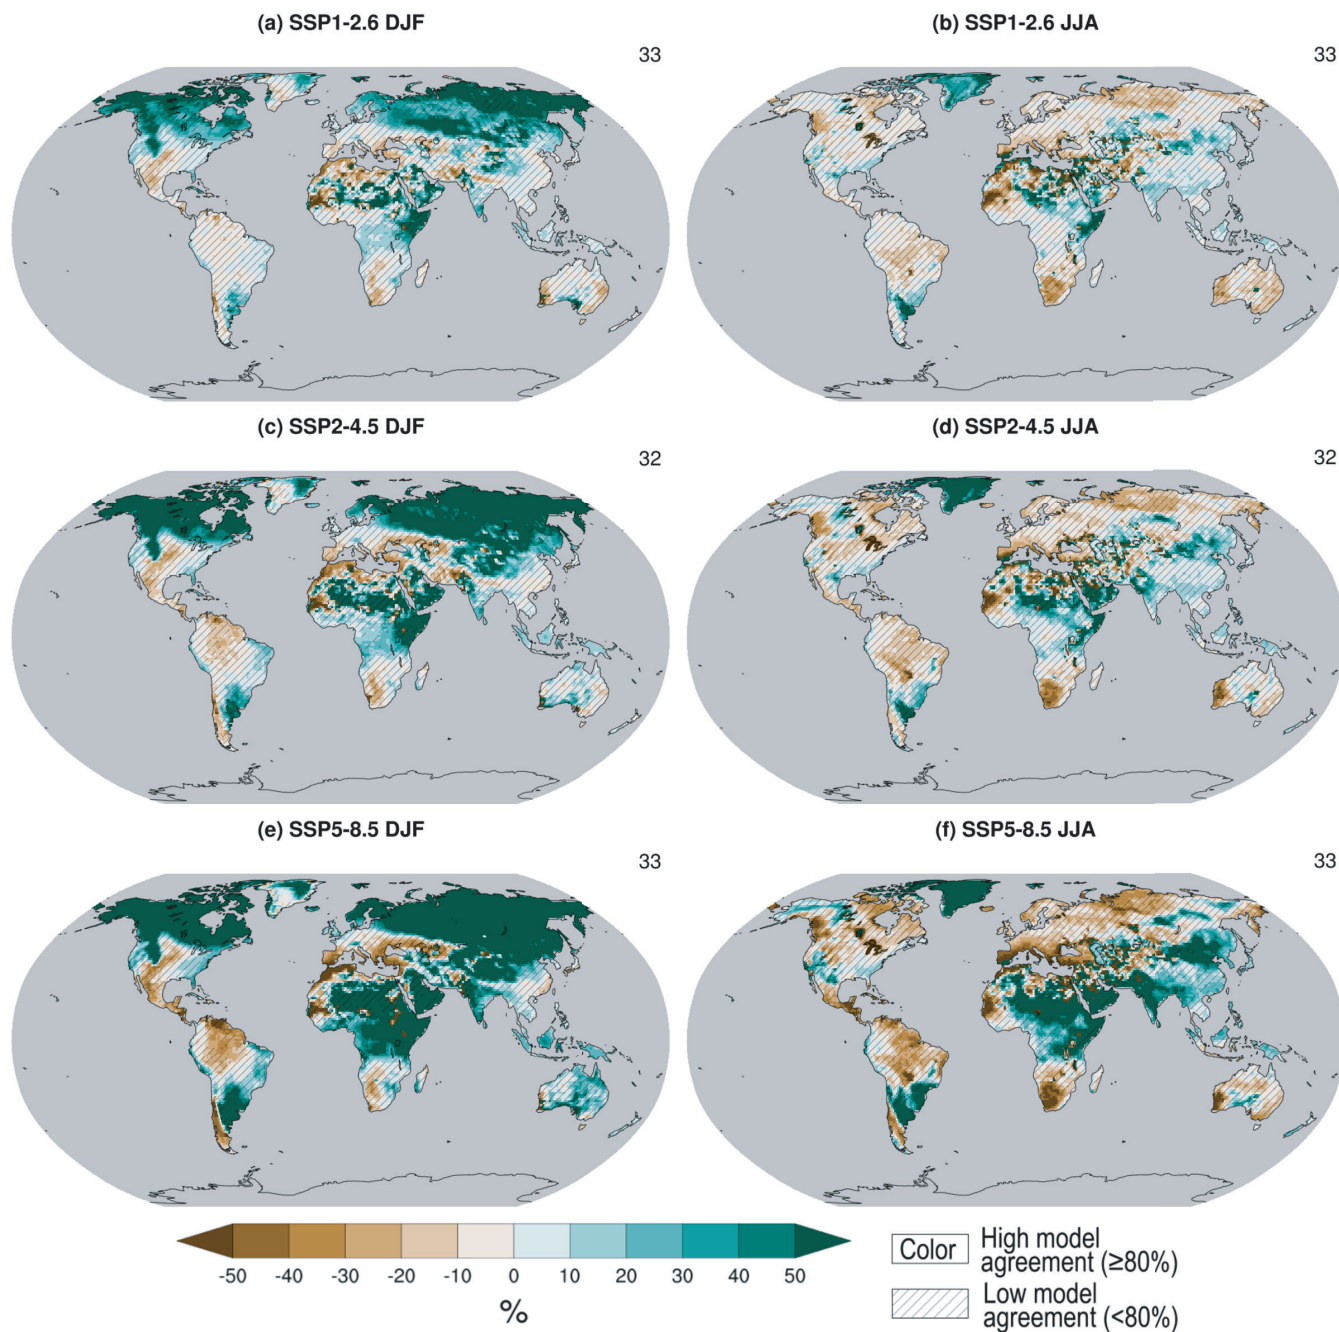 (a) SSP1-2.6 DJF
33
(b) SSP1-2.6 JJA
33
(c) SSP2-4.5 DJF
32
(d) SSP2-4.5 JJA
32
(e) SSP5-8.5 DJF
33
(f) SSP5-8.5 JJA
33
-50 -40 -30 -20 -10 0 10 20 30 40 50
%
Color
High model
agreement (≥80%)
Low model
agreement (<80%)